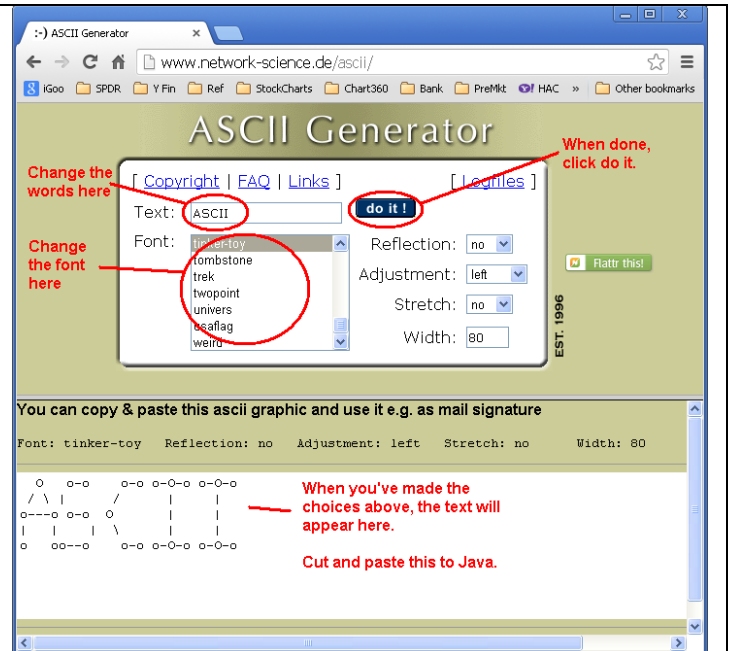 :-) ASCII Generator
www.network-science.de/ascii/
iGoo SPDR Y Fin Ref StockCharts Chart360 Bank PreMkt HAC » Other bookmarks
ASCII Generator
When done,
click do it.
Change the
words here
[ Copyright | FAQ | Links ] [ Logfiles ]
Text: ASCII do it !
Change
the font
here
Font: tinker-toy
tombstone
trek
twopoint
univers
usaflag
weird
Reflection: no
Adjustment: left
Stretch: no
Width: 80
Flattr this!
EST. 1996
You can copy & paste this ascii graphic and use it e.g. as mail signature
Font: tinker-toy Reflection: no Adjustment: left Stretch: no Width: 80
  O   o-o    o-o o-O-o o-O-o
 / \ |      /      |     |
o---o o-o  O       |     |
|   |    |  \      |     |
o   oo--o    o-o o-O-o o-O-o
When you've made the
choices above, the text will
appear here.
Cut and paste this to Java.